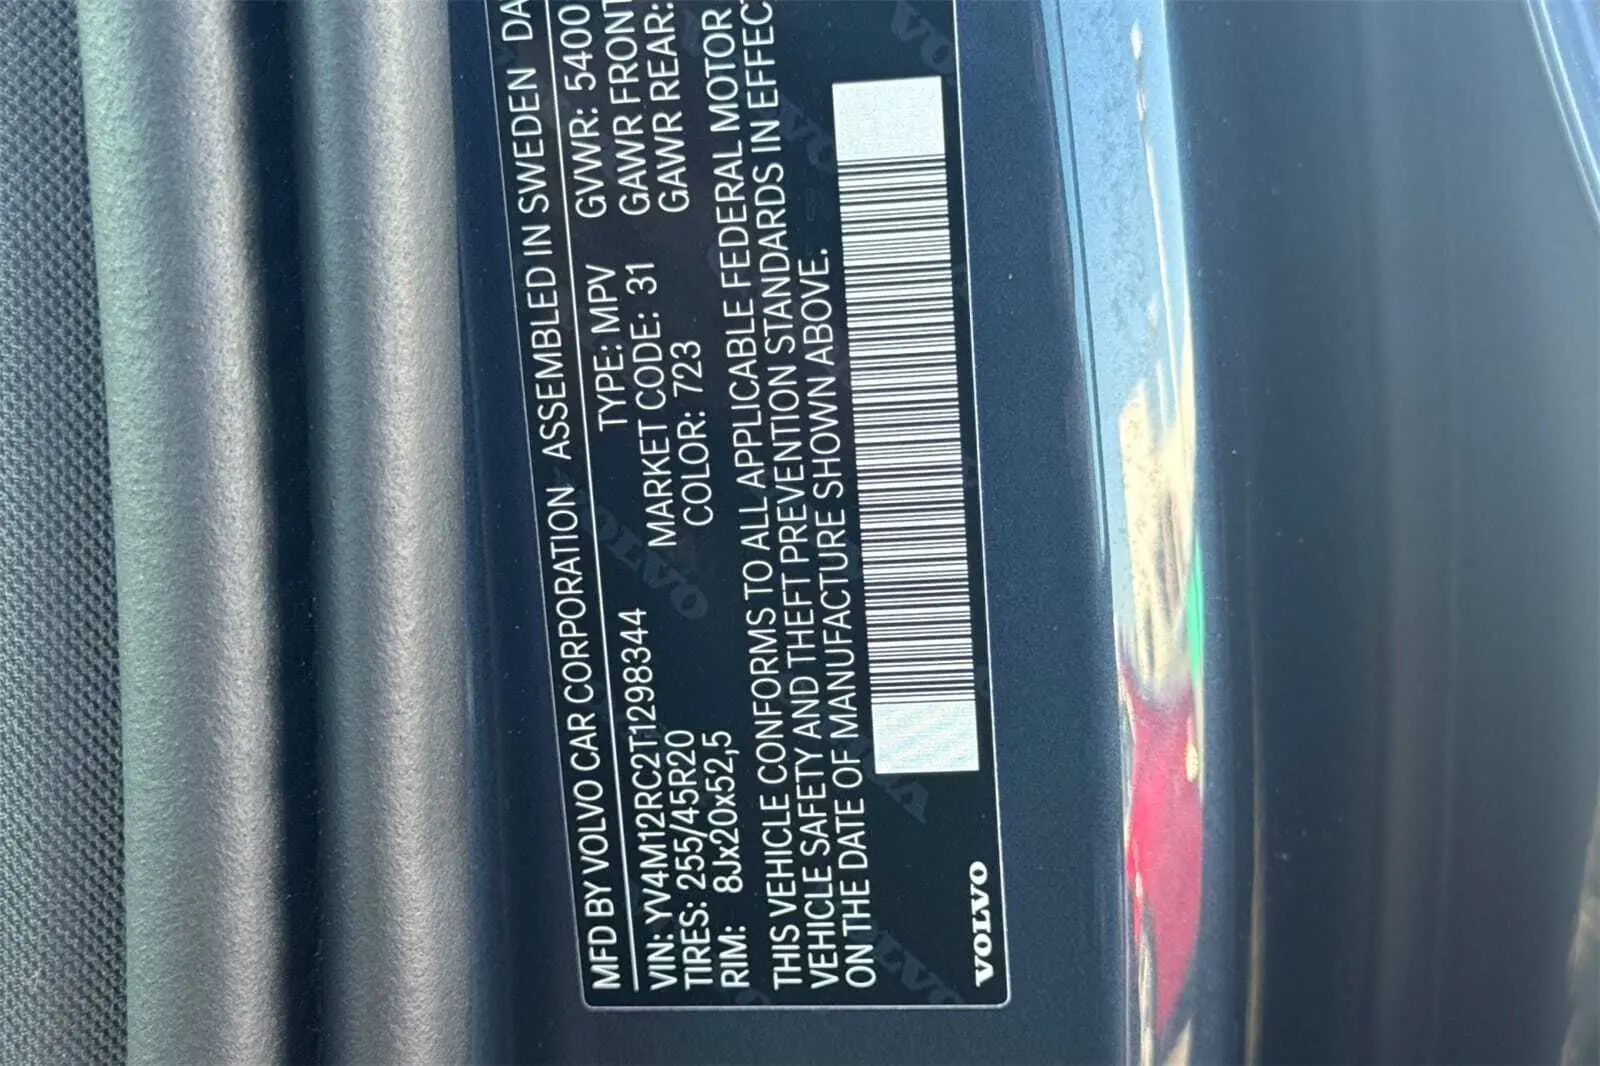 MFD BY VOLVO CAR CORPORATION ASSEMBLED IN SWEDEN DA
VIN: YV4M12RC2T1298344 TYPE: MPV GVWR: 5400
TIRES: 255/45R20 MARKET CODE: 31 GAWR FRONT
RIM: 8Jx20x52,5 COLOR: 723 GAWR REAR:
THIS VEHICLE CONFORMS TO ALL APPLICABLE FEDERAL MOTOR
VEHICLE SAFETY AND THEFT PREVENTION STANDARDS IN EFFEC
ON THE DATE OF MANUFACTURE SHOWN ABOVE.
VOLVO